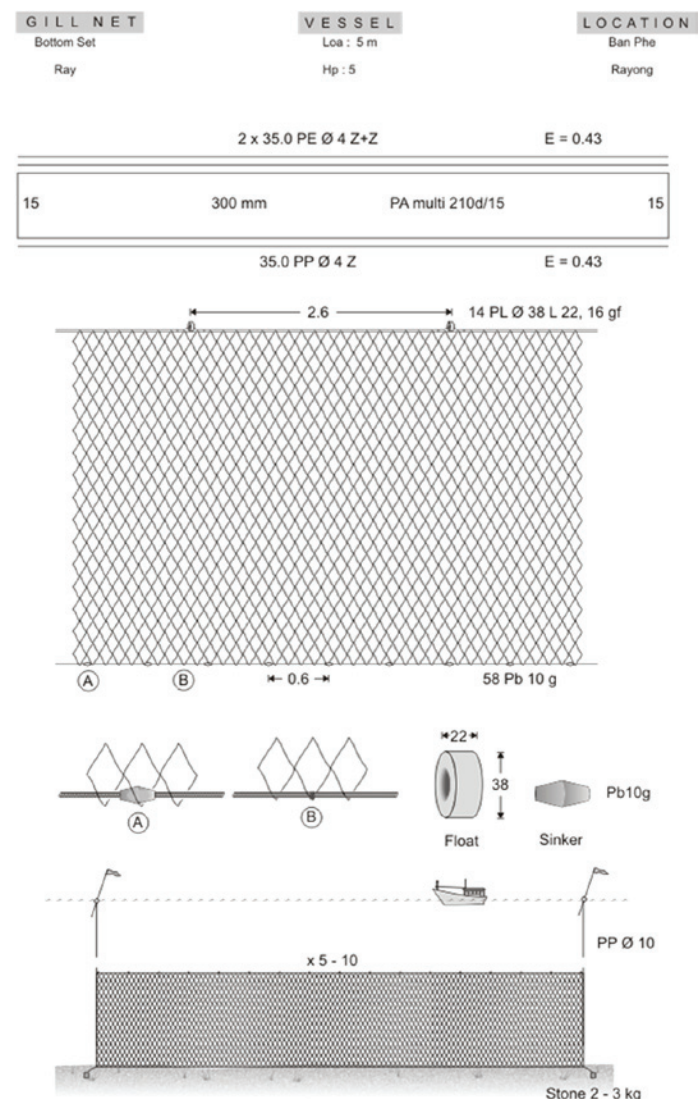 GILL NET VESSEL LOCATION
Bottom Set Loa : 5 m Ban Phe
Ray Hp : 5 Rayong
2 x 35.0 PE Ø 4 Z+Z E = 0.43
15 300 mm PA multi 210d/15 15
35.0 PP Ø 4 Z E = 0.43
2.6 14 PL Ø 38 L 22, 16 gf
A B 0.6 58 Pb 10 g
22
38
Pb10g
A B
Float Sinker
PP Ø 10
x 5 - 10
Stone 2 - 3 kg